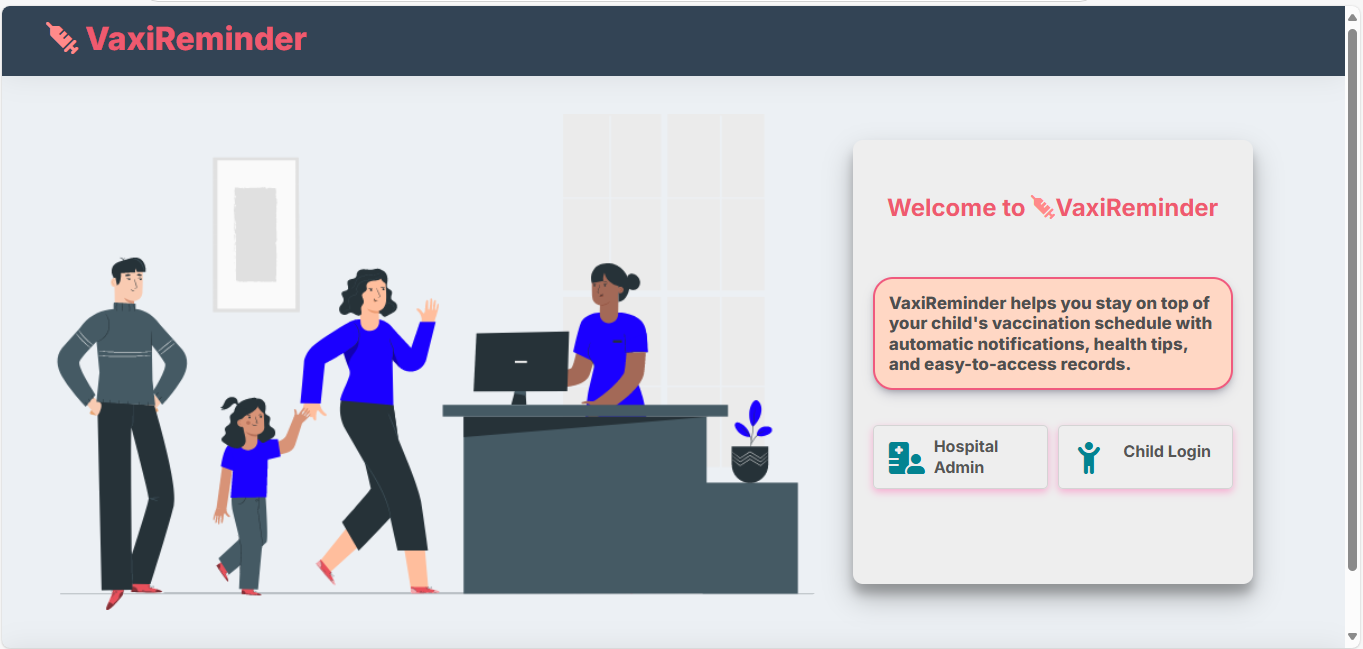 VaxiReminder
Welcome to VaxiReminder
VaxiReminder helps you stay on top of
your child's vaccination schedule with
automatic notifications, health tips,
and easy-to-access records.
Hospital
Admin
Child Login